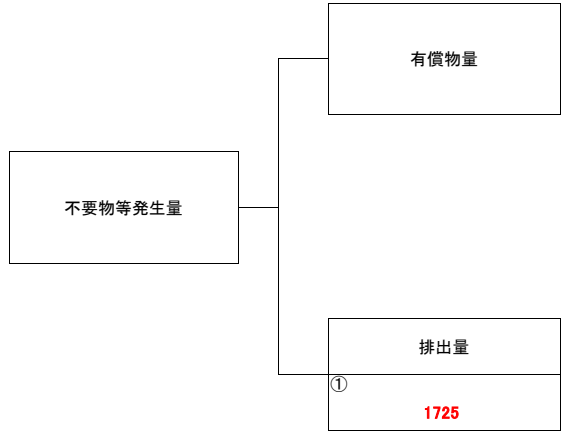 有償物量
不要物等発生量
排出量
①
1725